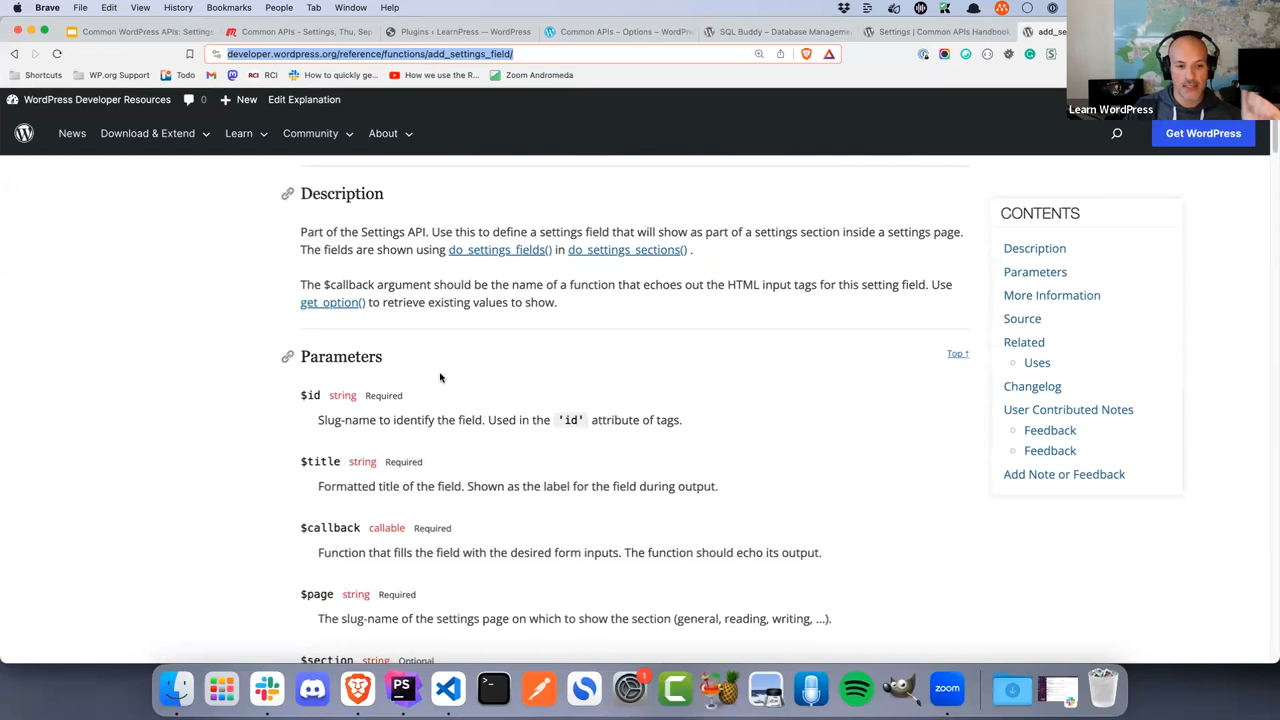 Brave File Edit View History Bookmarks People Tab Window Help
Common WordPress APIs: Settings
Common APIs - Settings, Thu, Sep
Plugins ‹ LearnPress — WordPress
Common APIs – Options – WordPre
SQL Buddy – Database Managemen
Settings | Common APIs Handbook
add_se
developer.wordpress.org/reference/functions/add_settings_field/
Shortcuts WP.org Support Todo RCI How to quickly ge... How we use the R... Zoom Andromeda
WordPress Developer Resources 0 New Edit Explanation
Learn WordPress
News Download & Extend Learn Community About Get WordPress
Description
Part of the Settings API. Use this to define a settings field that will show as part of a settings section inside a settings page.
The fields are shown using do_settings_fields() in do_settings_sections() .
The $callback argument should be the name of a function that echoes out the HTML input tags for this setting field. Use
get_option() to retrieve existing values to show.
Parameters
Top ↑
$id string Required
Slug-name to identify the field. Used in the 'id' attribute of tags.
$title string Required
Formatted title of the field. Shown as the label for the field during output.
$callback callable Required
Function that fills the field with the desired form inputs. The function should echo its output.
$page string Required
The slug-name of the settings page on which to show the section (general, reading, writing, ...).
$section string Optional
CONTENTS
Description
Parameters
More Information
Source
Related
Uses
Changelog
User Contributed Notes
Feedback
Feedback
Add Note or Feedback
PS
1
zoom